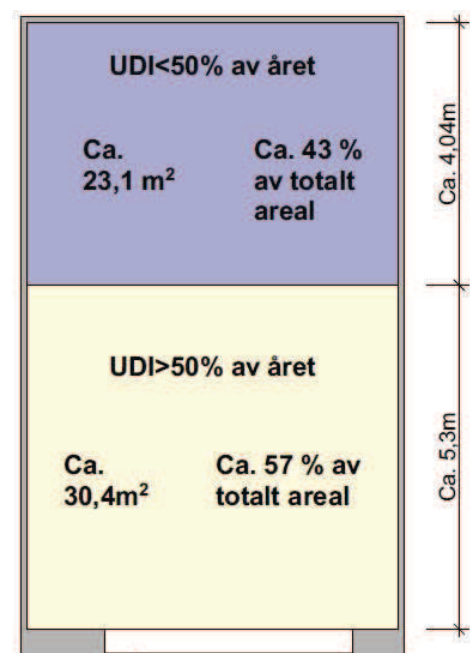 UDI<50% av året
Ca.
23,1 m²
Ca. 43 %
av totalt
areal
Ca. 4,04m
UDI>50% av året
Ca.
30,4m²
Ca. 57 % av
totalt areal
Ca. 5,3m